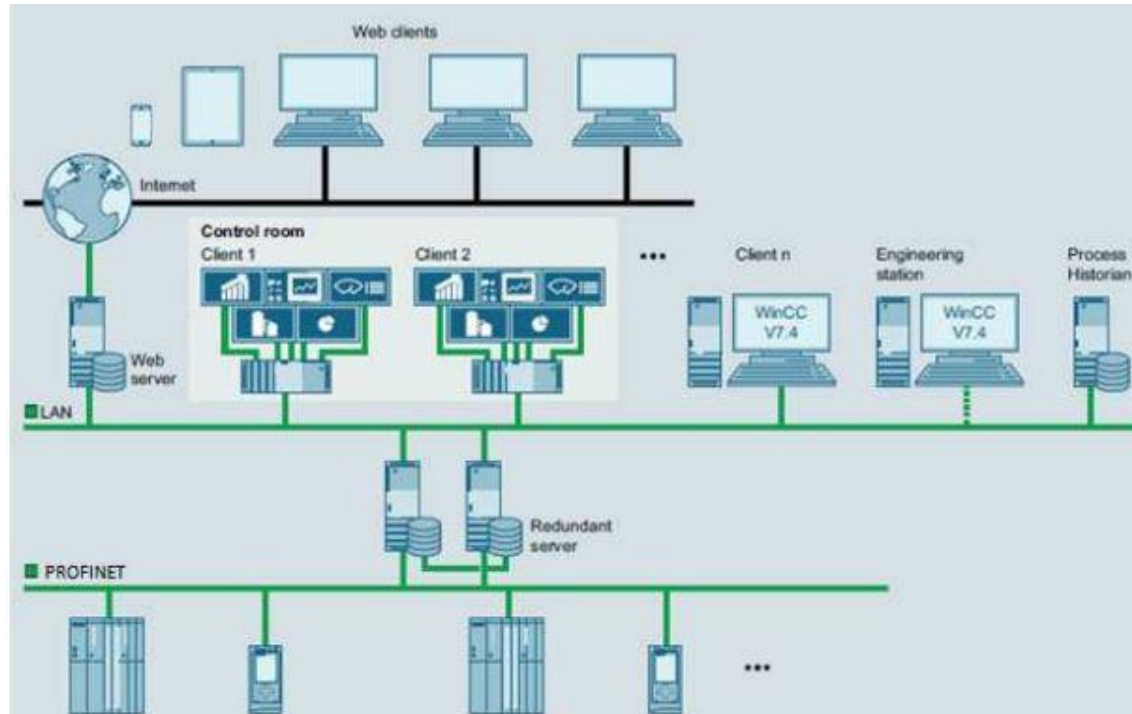 Web clients
Internet
Control room
Client 1
Client 2
...
Client n
Engineering
station
Process
Historian
WinCC
V7.4
WinCC
V7.4
Web
server
LAN
Redundant
server
PROFINET
...